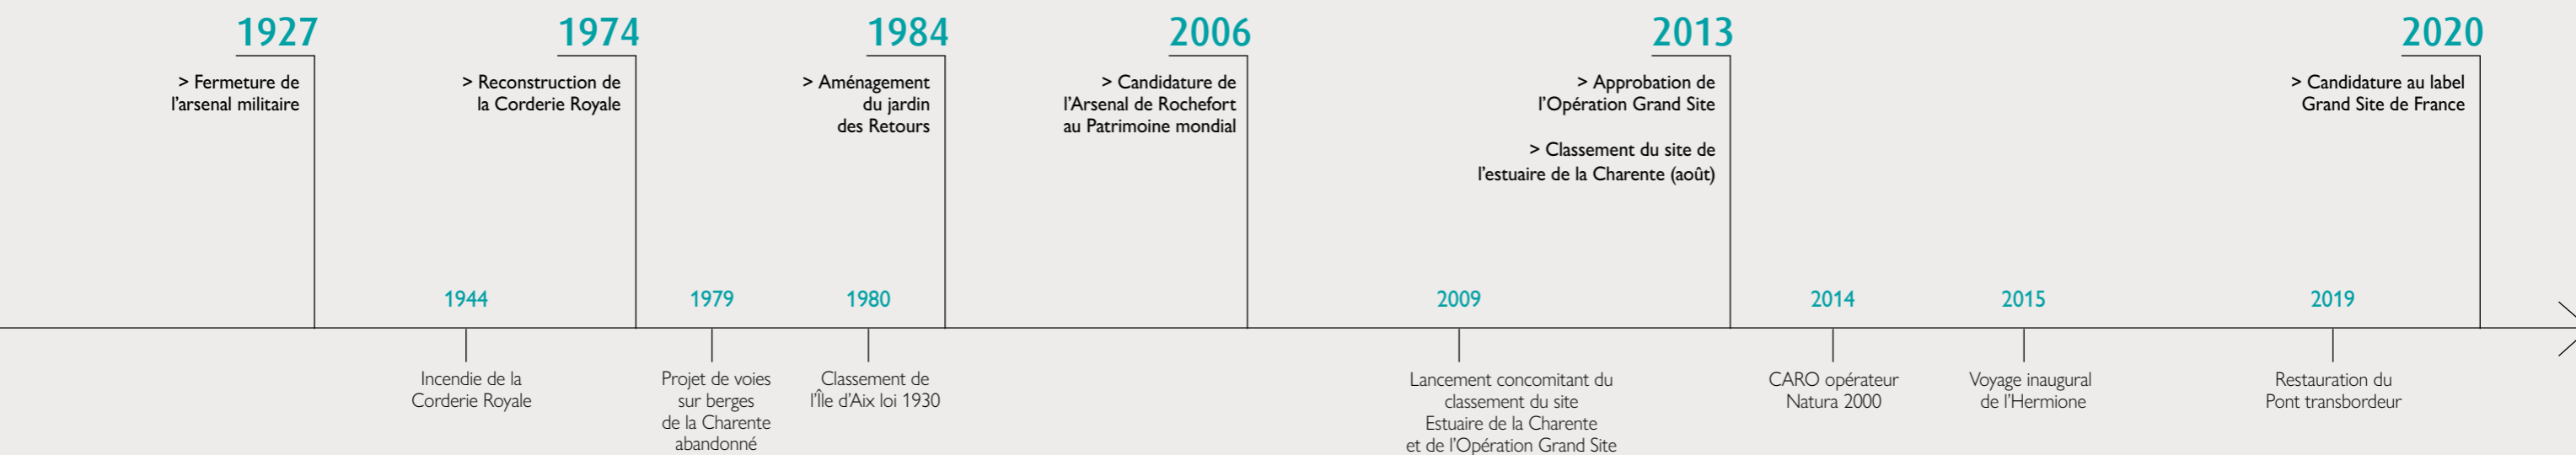 1927
> Fermeture de
l'arsenal militaire
1974
> Reconstruction de
la Corderie Royale
1984
> Aménagement
du jardin
des Retours
2006
> Candidature de
l'Arsenal de Rochefort
au Patrimoine mondial
2013
> Approbation de
l'Opération Grand Site
> Classement du site de
l'estuaire de la Charente (août)
2020
> Candidature au label
Grand Site de France
1944
Incendie de la
Corderie Royale
1979
Projet de voies
sur berges
de la Charente
abandonné
1980
Classement de
l'Île d'Aix loi 1930
2009
Lancement concomitant du
classement du site
Estuaire de la Charente
et de l'Opération Grand Site
2014
CARO opérateur
Natura 2000
2015
Voyage inaugural
de l'Hermione
2019
Restauration du
Pont transbordeur